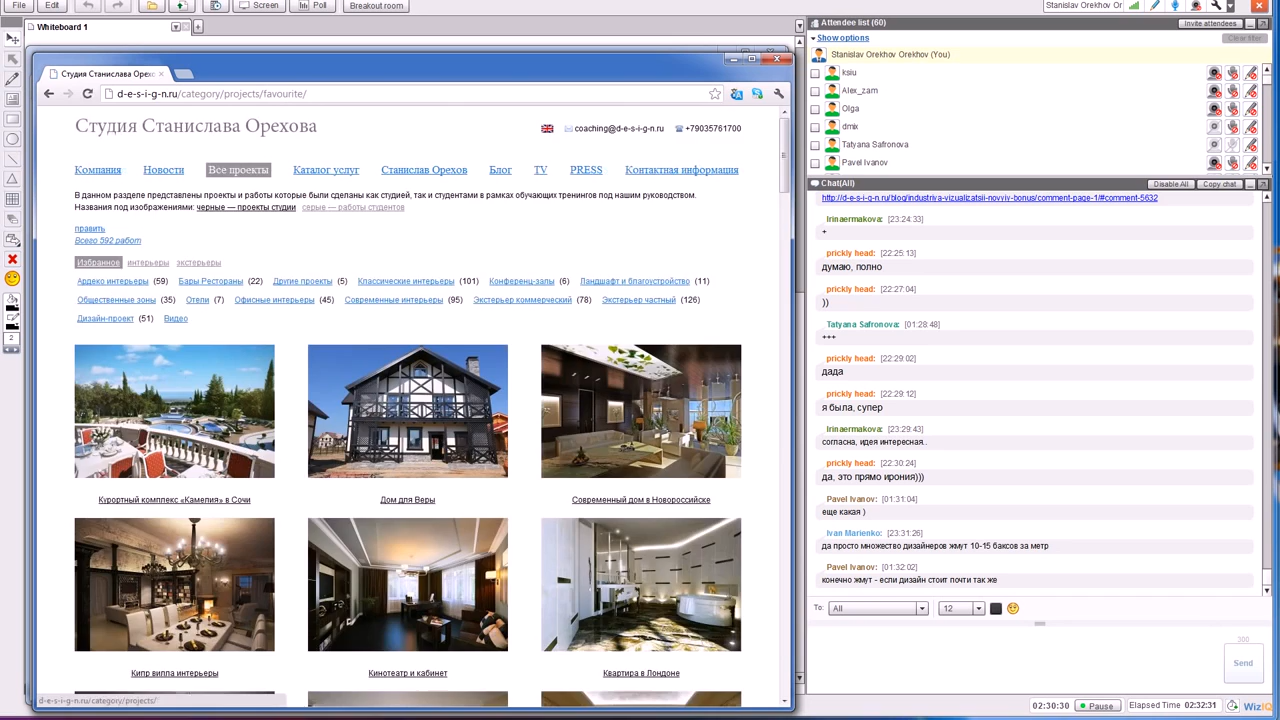 File
Edit
Screen
Poll
Breakout room
Stanislav Orekhov Or
Whiteboard 1
Attendee list (60)
Invite attendees
Show options
Clear filter
Stanislav Orekhov Orekhov (You)
ksiu
Alex_zam
Olga
dmix
Tatyana Safronova
Pavel Ivanov
Студия Станислава Орехо
d-e-s-i-g-n.ru/category/projects/favourite/
Студия Станислава Орехова
coaching@d-e-s-i-g-n.ru
+79035761700
Компания
Новости
Все проекты
Каталог услуг
Станислав Орехов
Блог
TV
PRESS
Контактная информация
В данном разделе представлены проекты и работы которые были сделаны как студией, так и студентами в рамках обучающих тренингов под нашим руководством.
Названия под изображениями: черные — проекты студии серые — работы студентов
править
Всего 592 работ
Избранное интерьеры экстерьеры
Ардеко интерьеры (59) Бары Рестораны (22) Другие проекты (5) Классические интерьеры (101) Конференц-залы (6) Ландшафт и благоустройство (11)
Общественные зоны (35) Отели (7) Офисные интерьеры (45) Современные интерьеры (95) Экстерьер коммерческий (78) Экстерьер частный (126)
Дизайн-проект (51) Видео
Курортный комплекс «Камелия» в Сочи
Дом для Веры
Современный дом в Новороссийске
Кипр вилла интерьеры
Кинотеатр и кабинет
Квартира в Лондоне
d-e-s-i-g-n.ru/category/projects/
2
Chat(All)
Disable All
Copy chat
http://d-e-s-i-g-n.ru/blog/industriya-vizualizatsii-novyiy-bonus/comment-page-1/#comment-5632
Irinaermakova: [23:24:33]
+
prickly head: [22:25:13]
думаю, полно
prickly head: [22:27:04]
))
Tatyana Safronova: [01:28:48]
+++
prickly head: [22:29:02]
дада
prickly head: [22:29:12]
я была, супер
Irinaermakova: [23:29:43]
согласна, идея интересная..
prickly head: [22:30:24]
да, это прямо ирония)))
Pavel Ivanov: [01:31:04]
еще какая )
Ivan Marienko: [23:31:26]
да просто множество дизайнеров жмут 10-15 баксов за метр
Pavel Ivanov: [01:32:02]
конечно жмут - если дизайн стоит почти так же
To: All
12
300
Send
02:30:30
Pause
Elapsed Time 02:32:31
WizIQ